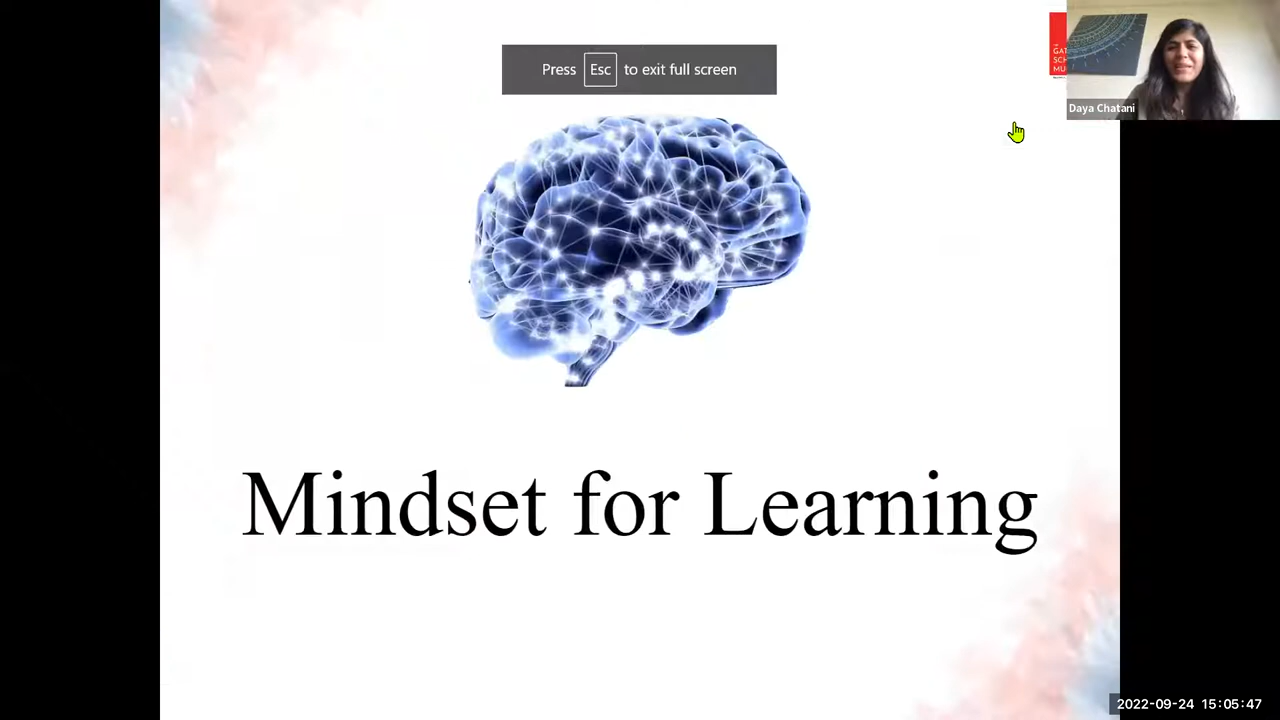 Press Esc to exit full screen
Daya Chatani
Mindset for Learning
2022-09-24 15:05:47